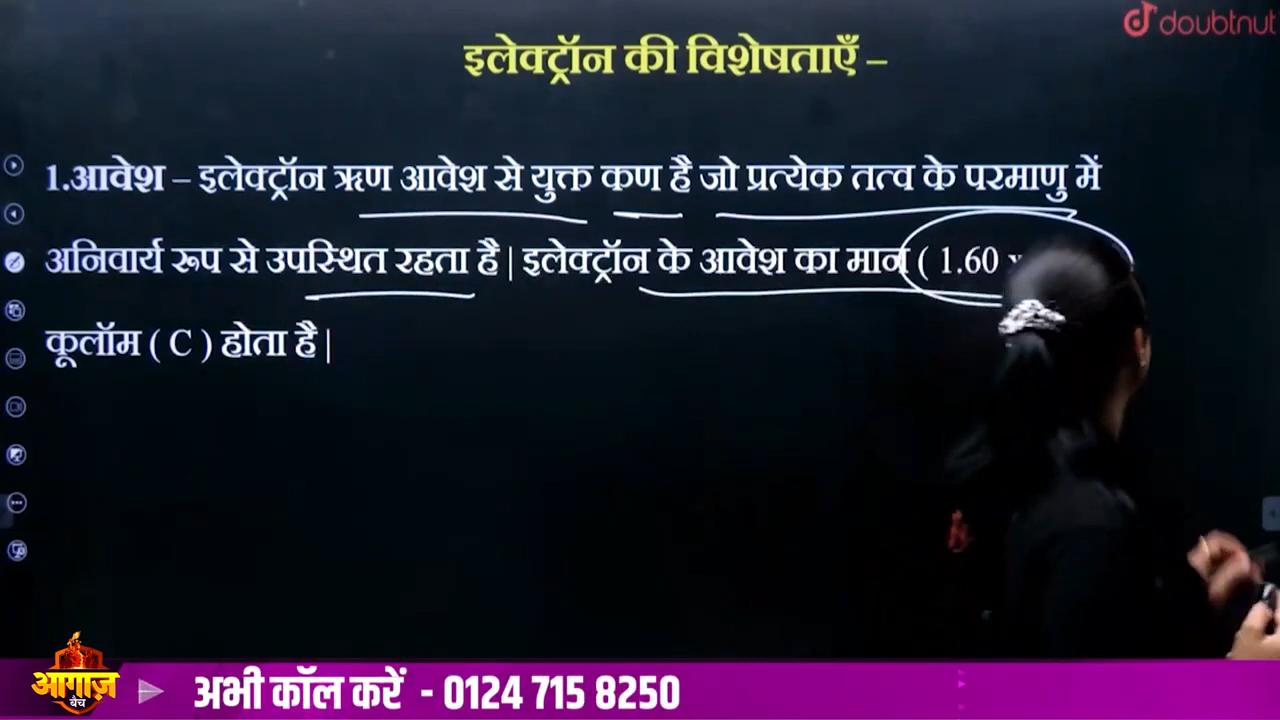 doubtnut
इलेक्ट्रॉन की विशेषताएँ –
1.आवेश – इलेक्ट्रॉन ऋण आवेश से युक्त कण है जो प्रत्येक तत्व के परमाणु में
अनिवार्य रूप से उपस्थित रहता है | इलेक्ट्रॉन के आवेश का मान ( 1.60
कूलॉम ( C ) होता है |
आगाज़
बैच
अभी कॉल करें - 0124 715 8250